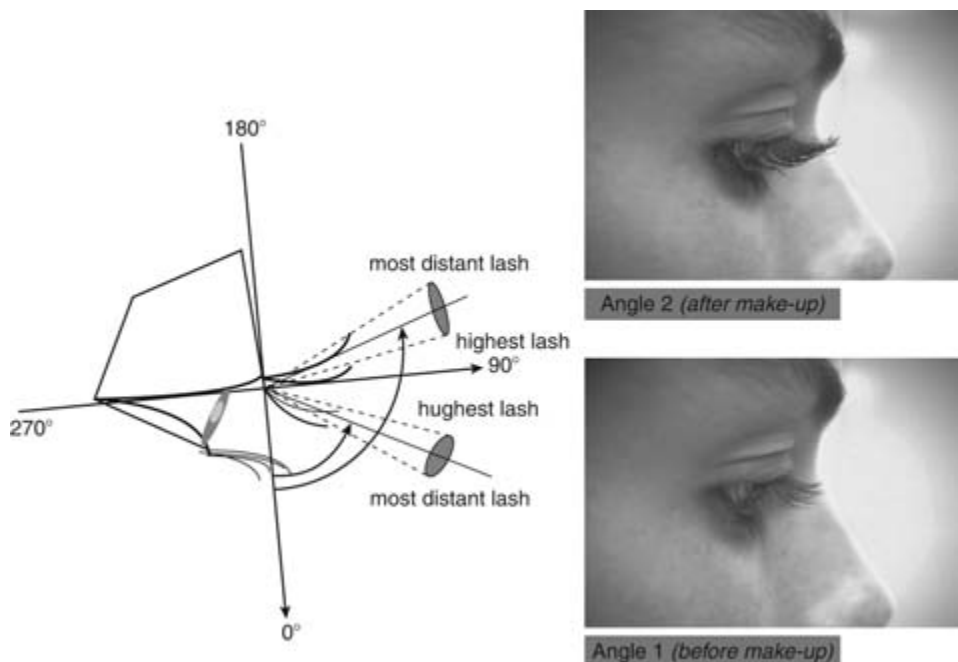 180°
most distant lash
highest lash
90°
hughest lash
270°
most distant lash
0°
Angle 2 (after make-up)
Angle 1 (before make-up)